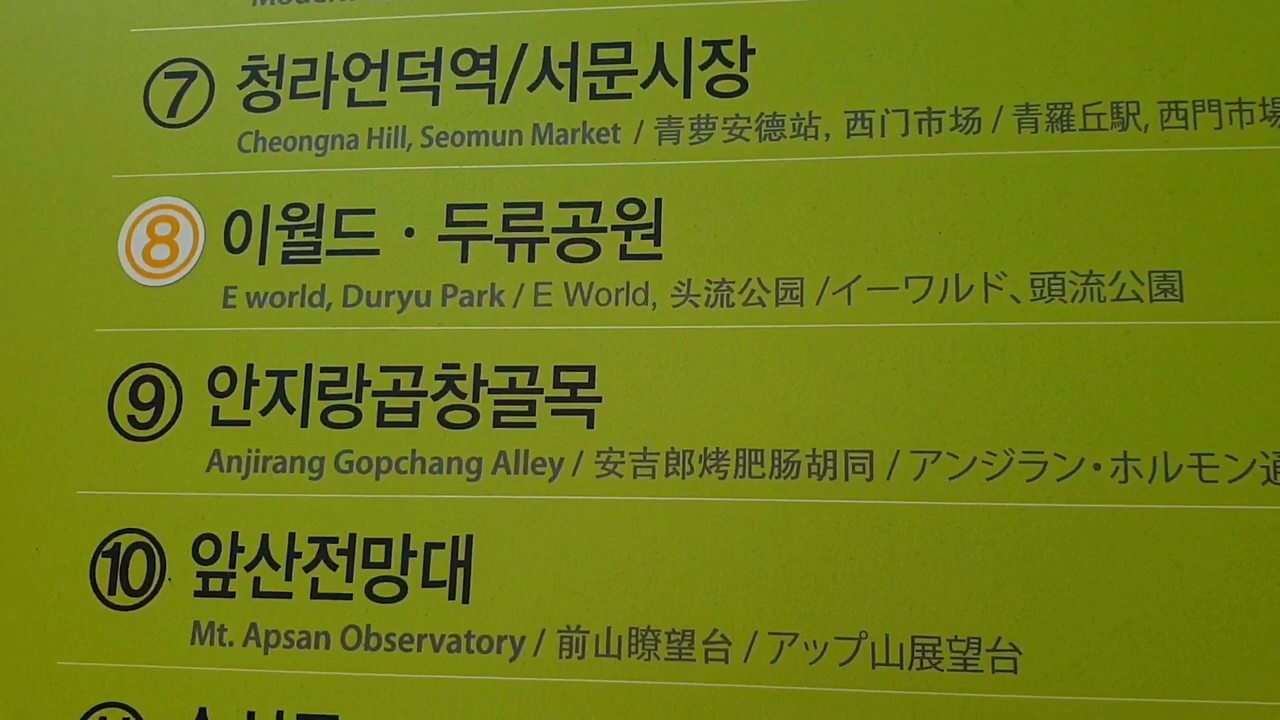 ⑦ 청라언덕역/서문시장
Cheongna Hill, Seomun Market / 青萝安德站, 西门市场 / 青羅丘駅, 西門市場
⑧ 이월드 · 두류공원
E world, Duryu Park / E World, 头流公园 /イーワルド、頭流公園
⑨ 안지랑곱창골목
Anjirang Gopchang Alley / 安吉郎烤肥肠胡同 / アンジラン・ホルモン通
⑩ 앞산전망대
Mt. Apsan Observatory / 前山瞭望台 / アップ山展望台